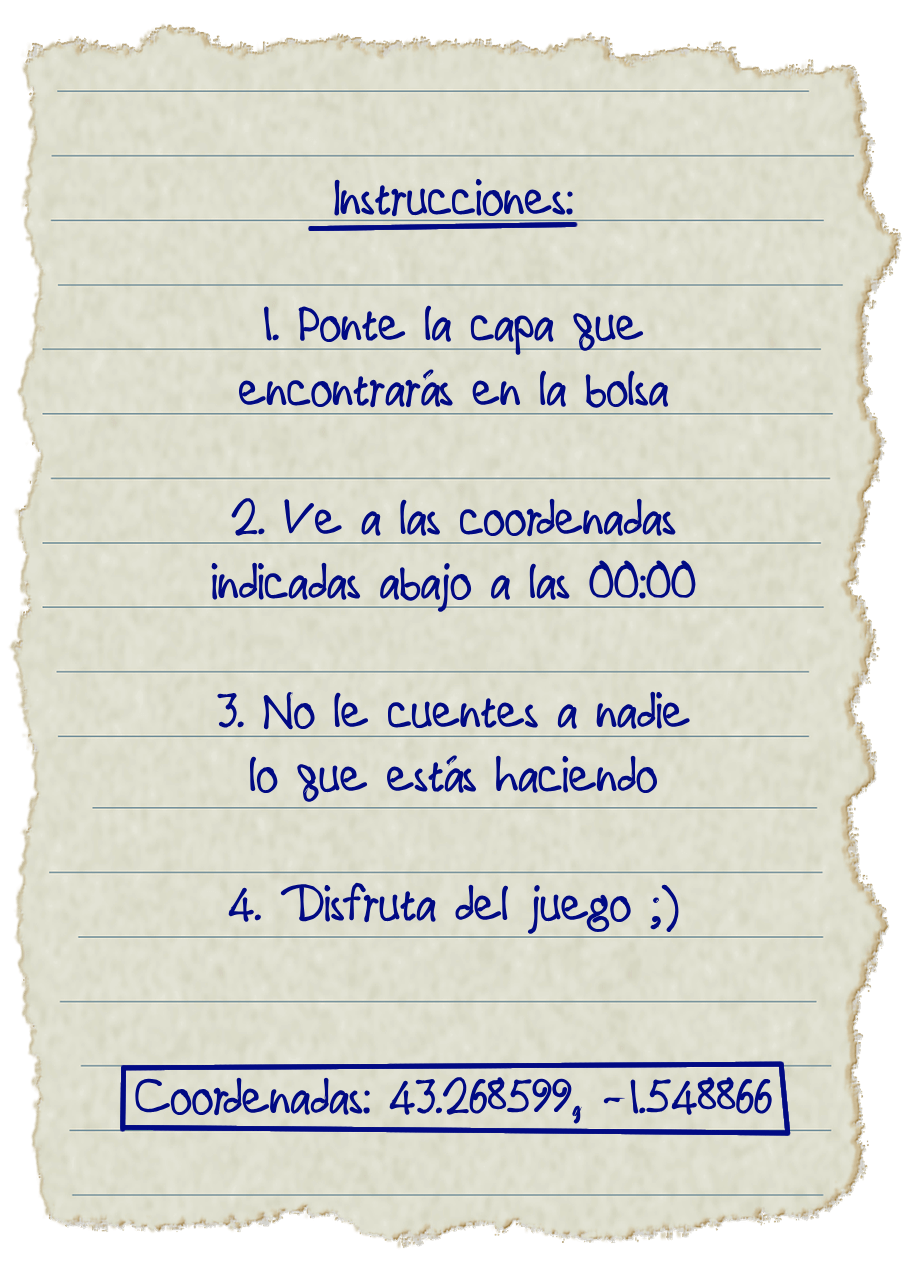 Instrucciones:
1. Ponte la capa que
encontrarás en la bolsa
2. Ve a las coordenadas
indicadas abajo a las 00:00
3. No le cuentes a nadie
lo que estás haciendo
4. Disfruta del juego ;)
Coordenadas: 43.268599, -1.548866